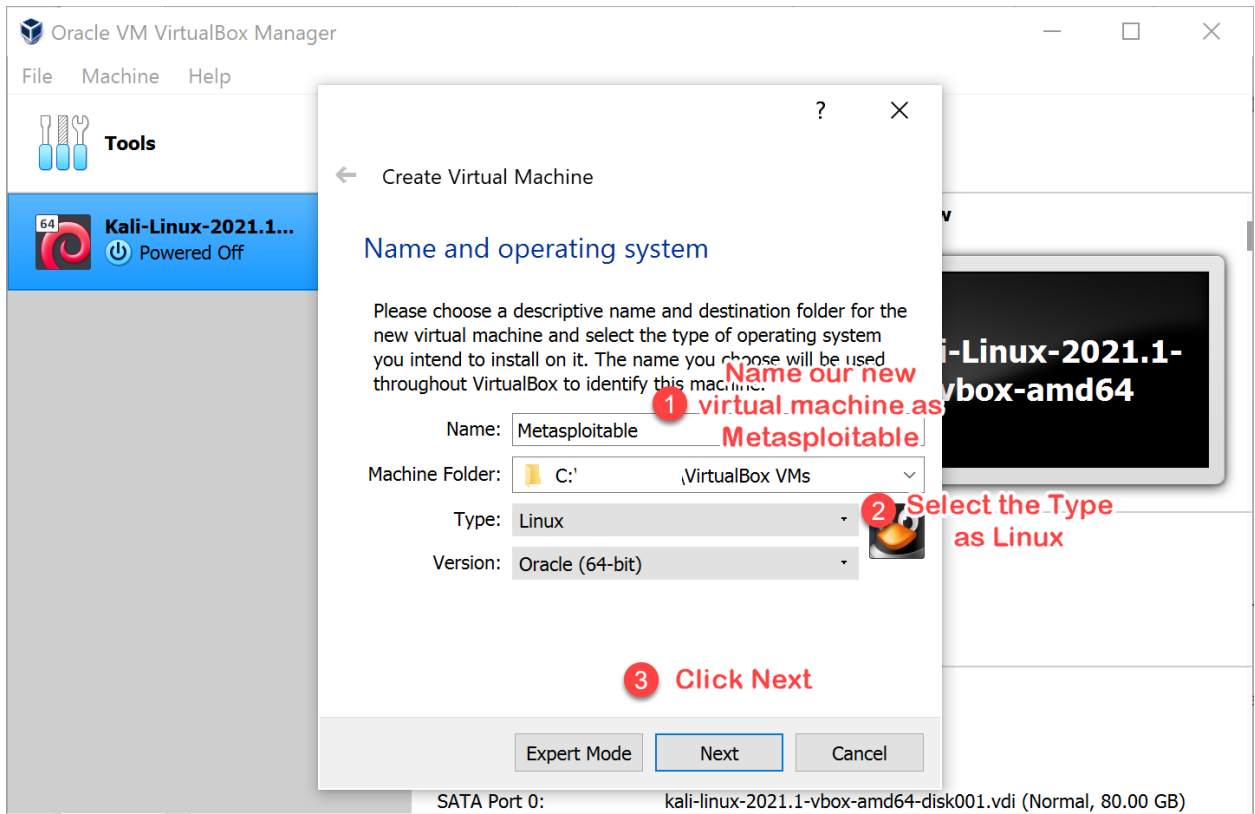 Oracle VM VirtualBox Manager
File Machine Help
Tools
64
Kali-Linux-2021.1...
Powered Off
?
Create Virtual Machine
Name and operating system
Please choose a descriptive name and destination folder for the
new virtual machine and select the type of operating system
you intend to install on it. The name you choose will be used
throughout VirtualBox to identify this machine.
1 Name our new
virtual machine as
Metasploitable
Name: Metasploitable
Machine Folder: C:\ \VirtualBox VMs
Type: Linux
2 Select the Type
as Linux
Version: Oracle (64-bit)
3 Click Next
Expert Mode Next Cancel
w
i-Linux-2021.1-
vbox-amd64
SATA Port 0: kali-linux-2021.1-vbox-amd64-disk001.vdi (Normal, 80.00 GB)